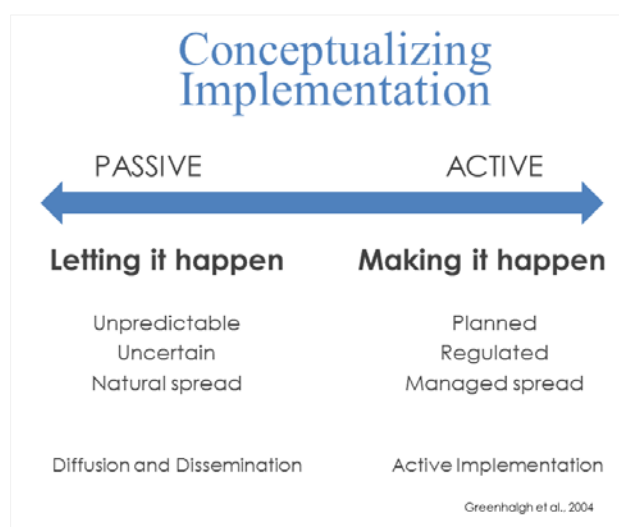 Conceptualizing
Implementation
PASSIVE ACTIVE
Letting it happen Making it happen
Unpredictable Planned
Uncertain Regulated
Natural spread Managed spread
Diffusion and Dissemination Active Implementation
Greenhalgh et al., 2004